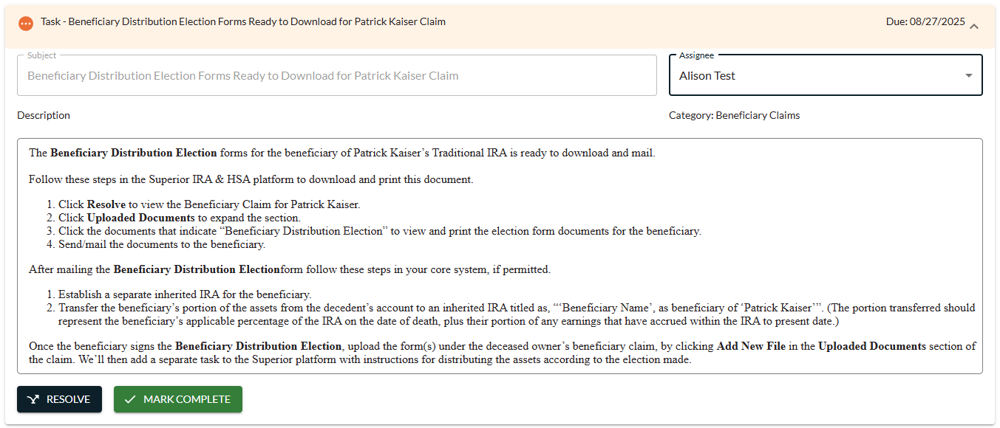 Task - Beneficiary Distribution Election Forms Ready to Download for Patrick Kaiser Claim
Due: 08/27/2025
Subject
Beneficiary Distribution Election Forms Ready to Download for Patrick Kaiser Claim
Assignee
Alison Test
Description
Category: Beneficiary Claims
The Beneficiary Distribution Election forms for the beneficiary of Patrick Kaiser’s Traditional IRA is ready to download and mail.
Follow these steps in the Superior IRA & HSA platform to download and print this document.
1. Click Resolve to view the Beneficiary Claim for Patrick Kaiser.
2. Click Uploaded Documents to expand the section.
3. Click the documents that indicate “Beneficiary Distribution Election” to view and print the election form documents for the beneficiary.
4. Send/mail the documents to the beneficiary.
After mailing the Beneficiary Distribution Electionform follow these steps in your core system, if permitted.
1. Establish a separate inherited IRA for the beneficiary.
2. Transfer the beneficiary’s portion of the assets from the decedent’s account to an inherited IRA titled as, “‘Beneficiary Name’, as beneficiary of ‘Patrick Kaiser’”. (The portion transferred should
represent the beneficiary’s applicable percentage of the IRA on the date of death, plus their portion of any earnings that have accrued within the IRA to present date.)
Once the beneficiary signs the Beneficiary Distribution Election, upload the form(s) under the deceased owner’s beneficiary claim, by clicking Add New File in the Uploaded Documents section of
the claim. We’ll then add a separate task to the Superior platform with instructions for distributing the assets according to the election made.
RESOLVE
MARK COMPLETE